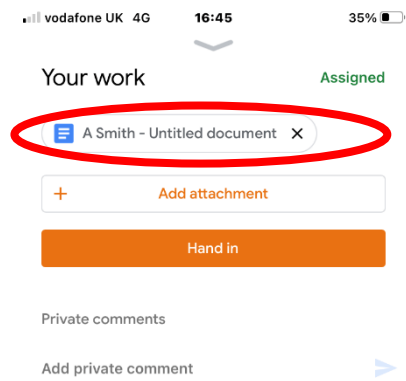 vodafone UK 4G 16:45 35%
Your work Assigned
A Smith - Untitled document ×
+ Add attachment
Hand in
Private comments
Add private comment